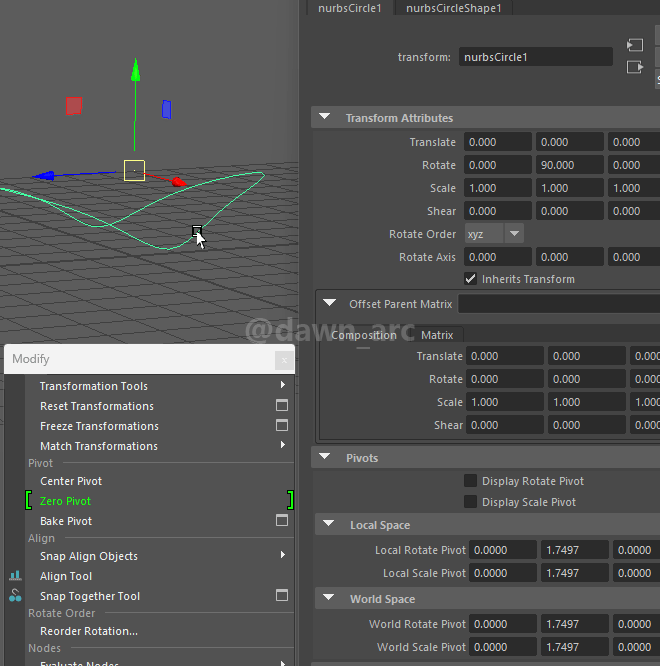 nurbsCircle1 nurbsCircleShape1
transform: nurbsCircle1
Transform Attributes
Translate 0.000 0.000 0.000
Rotate 0.000 90.000 0.000
Scale 1.000 1.000 1.000
Shear 0.000 0.000 0.000
Rotate Order xyz
Rotate Axis 0.000 0.000 0.000
Inherits Transform
Offset Parent Matrix
@dawn_arc
Composition Matrix
Translate 0.000 0.000 0.000
Rotate 0.000 0.000 0.000
Scale 1.000 1.000 1.000
Shear 0.000 0.000 0.000
Pivots
Display Rotate Pivot
Display Scale Pivot
Local Space
Local Rotate Pivot 0.0000 1.7497 0.0000
Local Scale Pivot 0.0000 1.7497 0.0000
World Space
World Rotate Pivot 0.0000 1.7497 0.0000
World Scale Pivot 0.0000 1.7497 0.0000
Modify x
Transformation Tools
Reset Transformations
Freeze Transformations
Match Transformations
Pivot
Center Pivot
Zero Pivot
Bake Pivot
Align
Snap Align Objects
Align Tool
Snap Together Tool
Rotate Order
Reorder Rotation...
Nodes
Evaluate Nodes